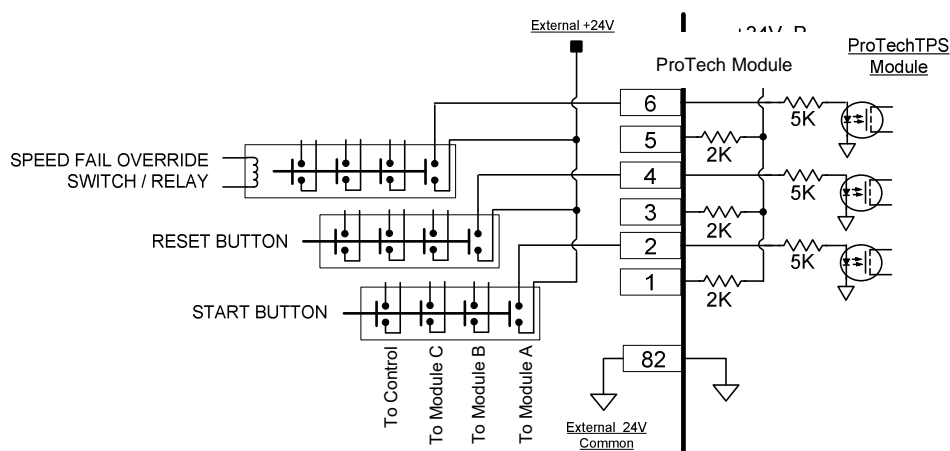 External +24V
ProTechTPS
Module
ProTech Module
6
5K
5
2K
SPEED FAIL OVERRIDE
SWITCH / RELAY
4
5K
3
2K
RESET BUTTON
2
5K
1
2K
START BUTTON
To Control
To Module C
To Module B
To Module A
82
External 24V
Common